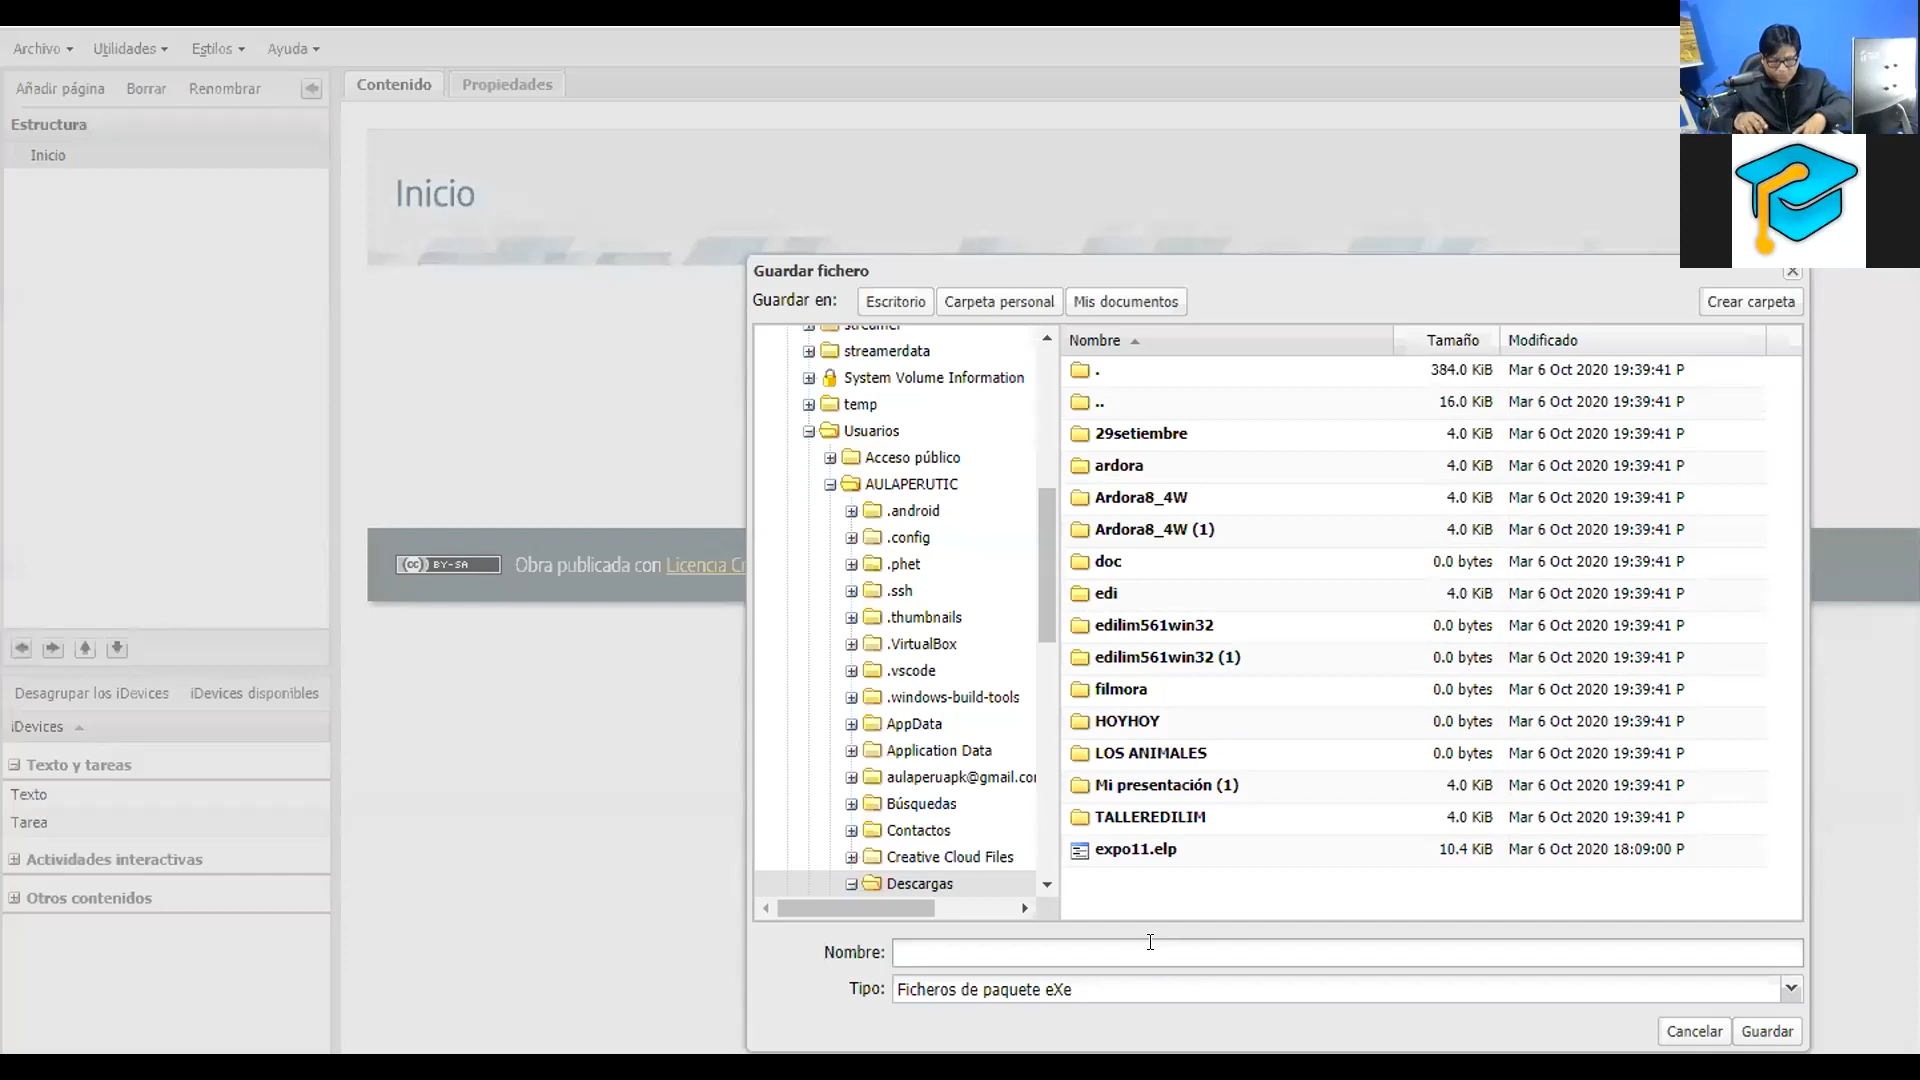 Archivo Utilidades Estilos Ayuda
Añadir página Borrar Renombrar
Contenido Propiedades
Estructura
Inicio
Inicio
BY-SA Obra publicada con Licencia
Desagrupar los iDevices iDevices disponibles
iDevices
Texto y tareas
Texto
Tarea
Actividades interactivas
Otros contenidos
Guardar fichero
Guardar en: Escritorio Carpeta personal Mis documentos Crear carpeta
streamer
streamerdata
System Volume Information
temp
Usuarios
Acceso público
AULAPERUTIC
.android
.config
.phet
.ssh
.thumbnails
.VirtualBox
.vscode
.windows-build-tools
AppData
Application Data
aulaperuapk@gmail.co
Búsquedas
Contactos
Creative Cloud Files
Descargas
Nombre Tamaño Modificado
. 384.0 KiB Mar 6 Oct 2020 19:39:41 P
.. 16.0 KiB Mar 6 Oct 2020 19:39:41 P
29setiembre 4.0 KiB Mar 6 Oct 2020 19:39:41 P
ardora 4.0 KiB Mar 6 Oct 2020 19:39:41 P
Ardora8_4W 4.0 KiB Mar 6 Oct 2020 19:39:41 P
Ardora8_4W (1) 4.0 KiB Mar 6 Oct 2020 19:39:41 P
doc 0.0 bytes Mar 6 Oct 2020 19:39:41 P
edi 4.0 KiB Mar 6 Oct 2020 19:39:41 P
edilim561win32 0.0 bytes Mar 6 Oct 2020 19:39:41 P
edilim561win32 (1) 0.0 bytes Mar 6 Oct 2020 19:39:41 P
filmora 0.0 bytes Mar 6 Oct 2020 19:39:41 P
HOYHOY 0.0 bytes Mar 6 Oct 2020 19:39:41 P
LOS ANIMALES 0.0 bytes Mar 6 Oct 2020 19:39:41 P
Mi presentación (1) 4.0 KiB Mar 6 Oct 2020 19:39:41 P
TALLEREDILIM 4.0 KiB Mar 6 Oct 2020 19:39:41 P
expo11.elp 10.4 KiB Mar 6 Oct 2020 18:09:00 P
Nombre:
Tipo: Ficheros de paquete eXe
Cancelar Guardar